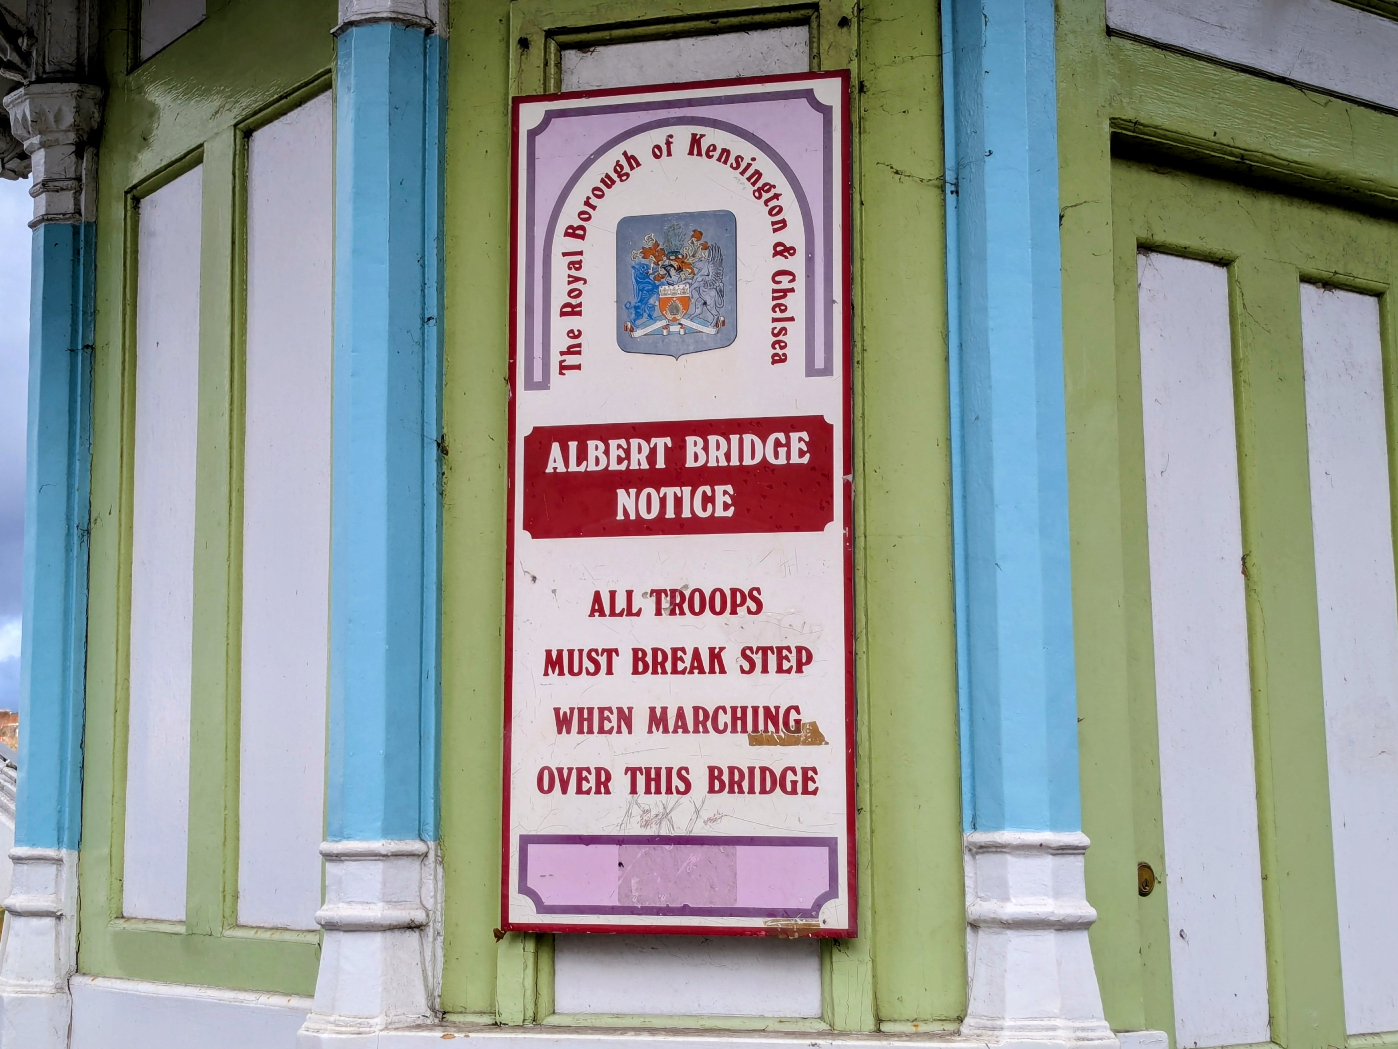 The Royal Borough of Kensington & Chelsea
ALBERT BRIDGE
NOTICE
ALL TROOPS
MUST BREAK STEP
WHEN MARCHING
OVER THIS BRIDGE